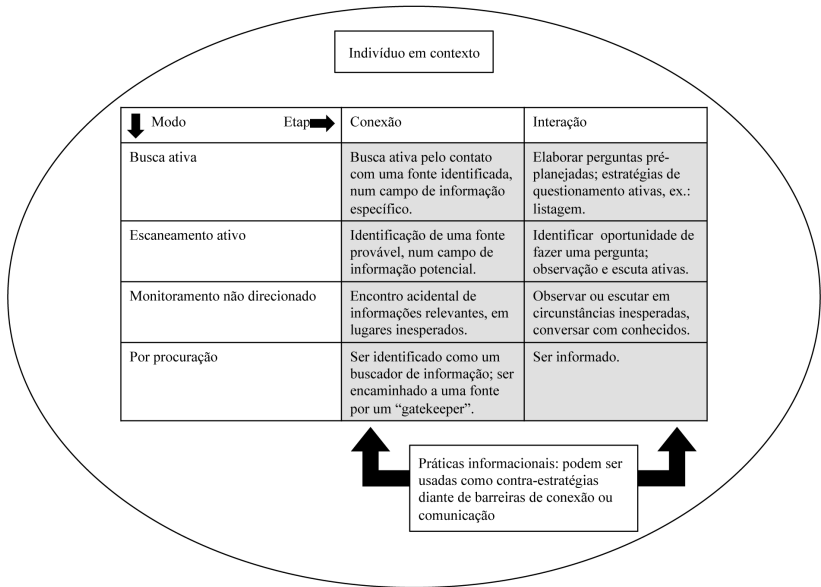 Indivíduo em contexto
Modo Etap
Conexão
Interação
Busca ativa
Busca ativa pelo contato
com uma fonte identificada,
num campo de informação
específico.
Elaborar perguntas pré-
planejadas; estratégias de
questionamento ativas, ex.:
listagem.
Escaneamento ativo
Identificação de uma fonte
provável, num campo de
informação potencial.
Identificar oportunidade de
fazer uma pergunta;
observação e escuta ativas.
Monitoramento não direcionado
Encontro acidental de
informações relevantes, em
lugares inesperados.
Observar ou escutar em
circunstâncias inesperadas,
conversar com conhecidos.
Por procuração
Ser identificado como um
buscador de informação; ser
encaminhado a uma fonte
por um “gatekeeper”.
Ser informado.
Práticas informacionais: podem ser
usadas como contra-estratégias
diante de barreiras de conexão ou
comunicação